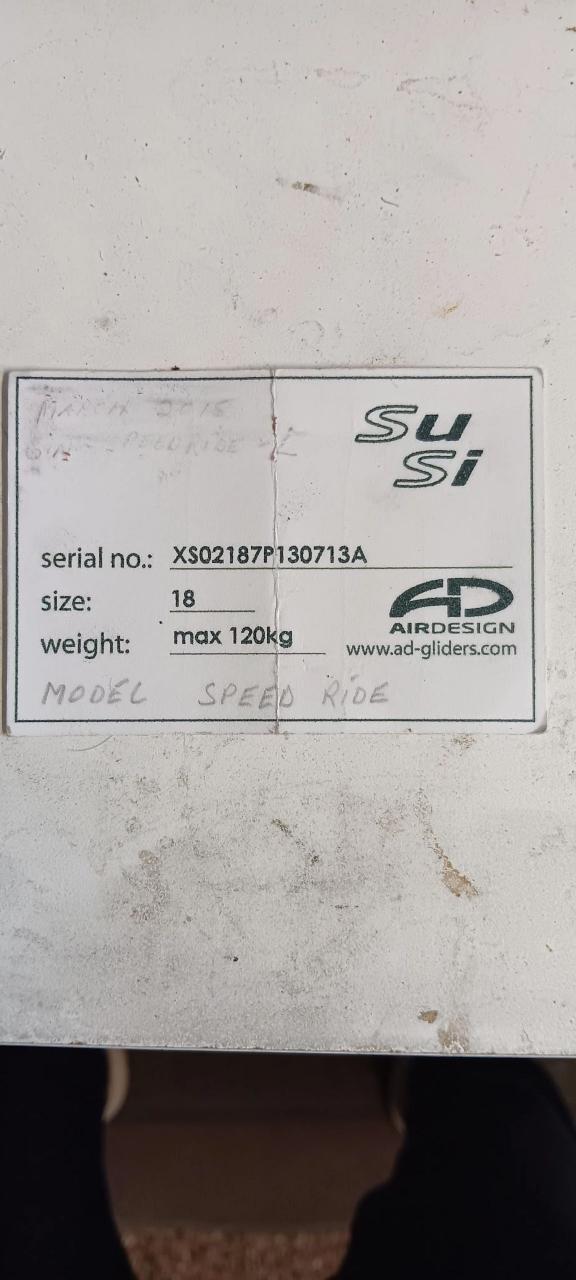 MARCH 2015
SPEEDRIDE
Su
Si
serial no.: XS02187P130713A
size: 18
AD
AIRDESIGN
weight: max 120kg
www.ad-gliders.com
MODEL SPEED RIDE